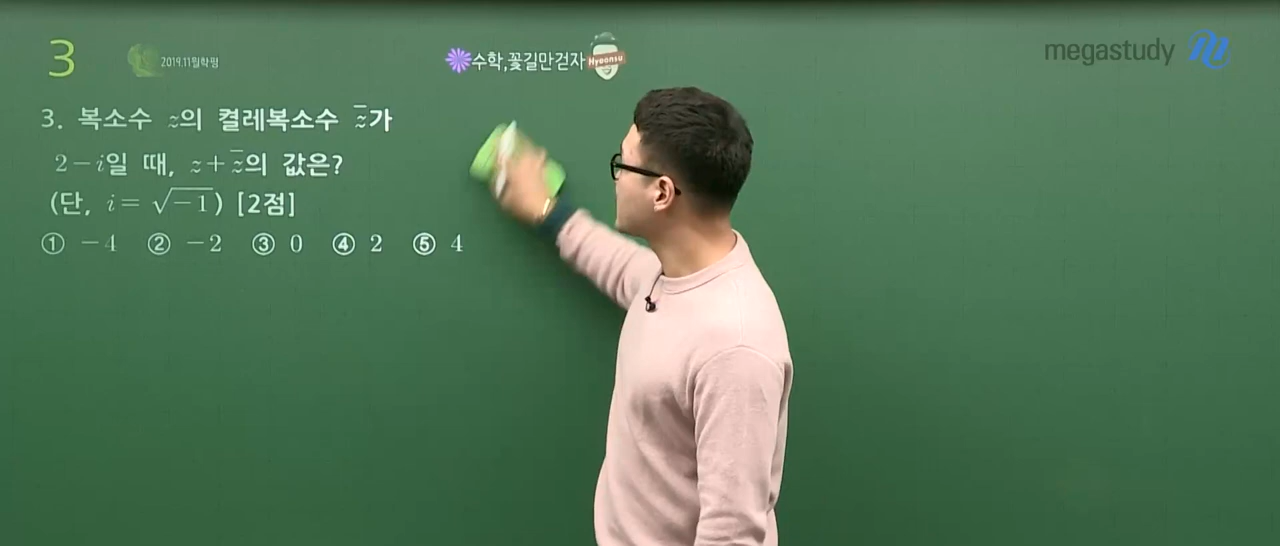 3
2019.11월학평
수학,꽃길만걷자
Hyeonsu
megastudy
3. 복소수 z의 켤레복소수 z̅가
2-i일 때, z+z̅의 값은?
(단, i=√-1) [2점]
① -4 ② -2 ③ 0 ④ 2 ⑤ 4